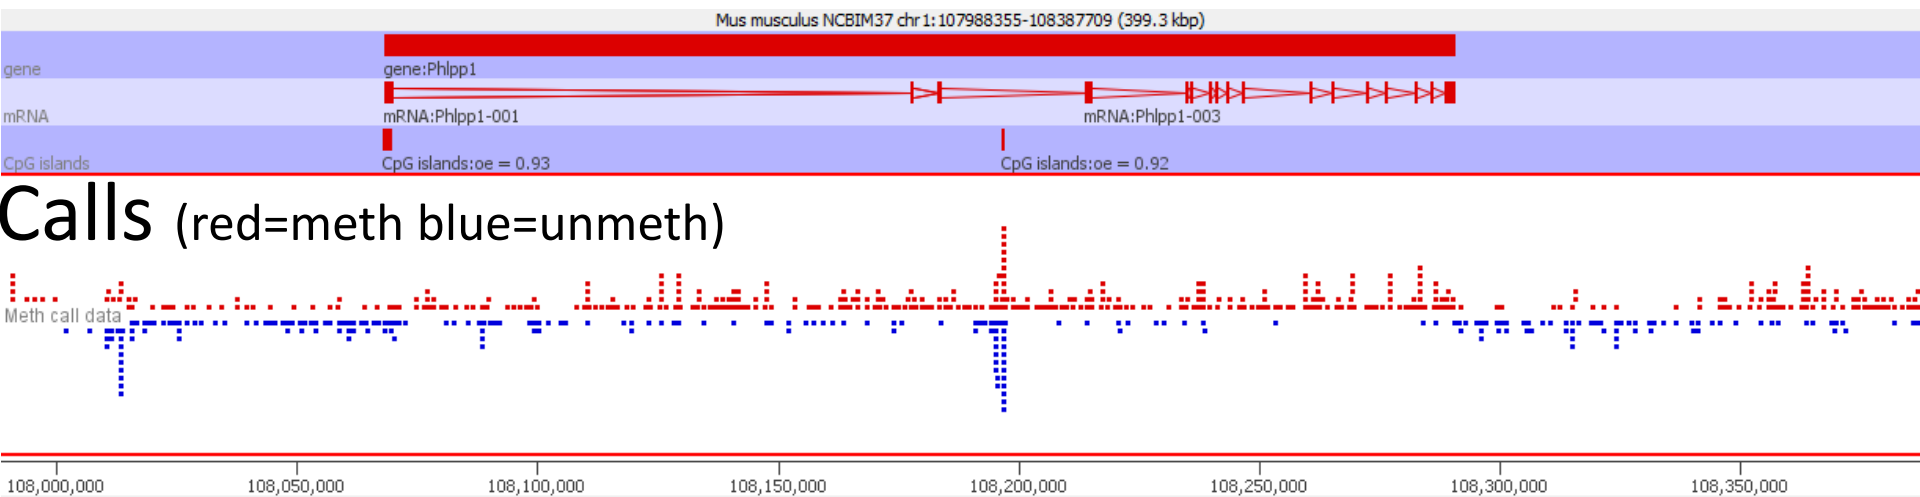 Mus musculus NCBIM37 chr1:107988355-108387709 (399.3 kbp)
gene
gene:Phlpp1
mRNA
mRNA:Phlpp1-001 mRNA:Phlpp1-003
CpG islands
CpG islands:oe = 0.93 CpG islands:oe = 0.92
Calls (red=meth blue=unmeth)
Meth call data
108,000,000 108,050,000 108,100,000 108,150,000 108,200,000 108,250,000 108,300,000 108,350,000